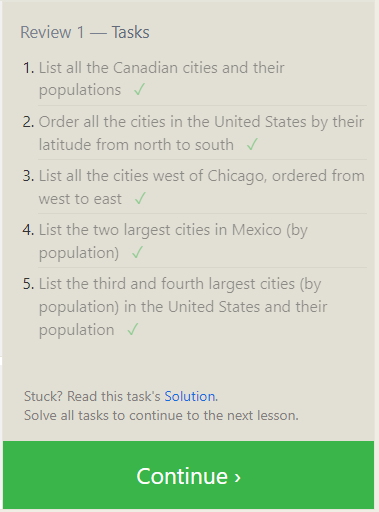 Review 1 — Tasks
1. List all the Canadian cities and their
populations ✓
2. Order all the cities in the United States by their
latitude from north to south ✓
3. List all the cities west of Chicago, ordered from
west to east ✓
4. List the two largest cities in Mexico (by
population) ✓
5. List the third and fourth largest cities (by
population) in the United States and their
population ✓
Stuck? Read this task's Solution.
Solve all tasks to continue to the next lesson.
Continue ›